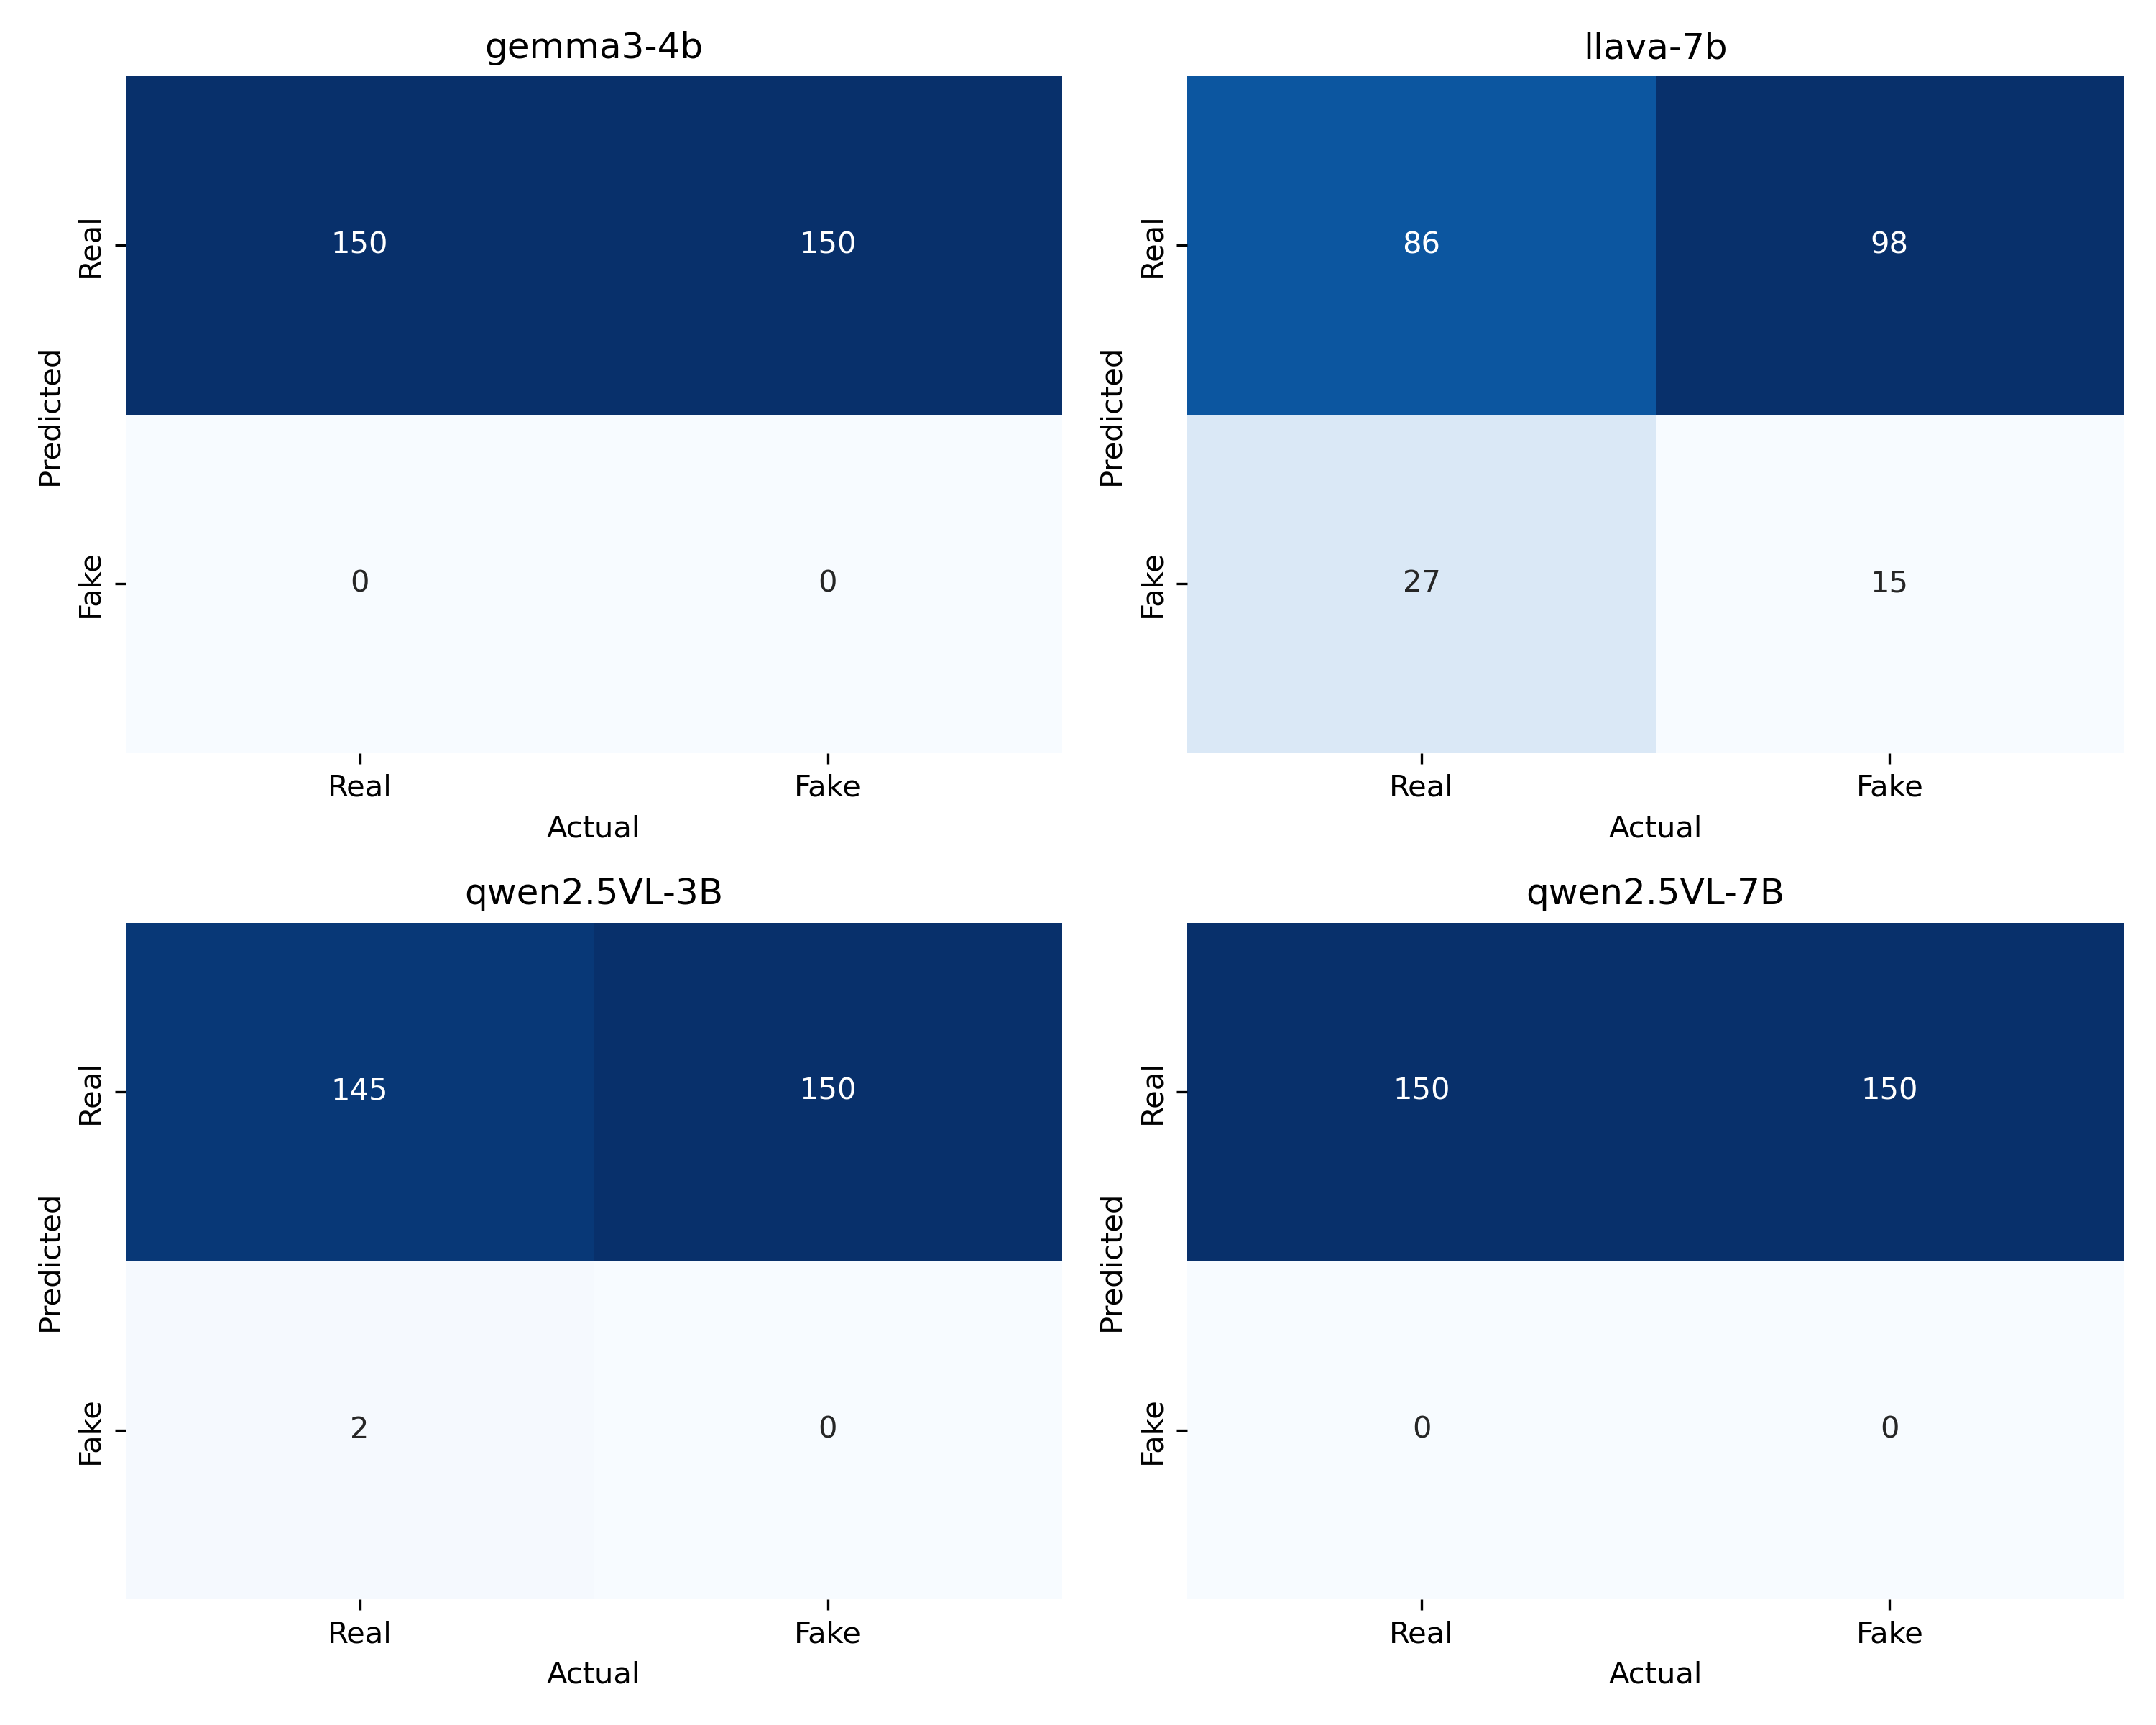 gemma3-4b
Predicted
Real
150
150
Fake
0
0
Real
Fake
Actual
llava-7b
Predicted
Real
86
98
Fake
27
15
Real
Fake
Actual
qwen2.5VL-3B
Predicted
Real
145
150
Fake
2
0
Real
Fake
Actual
qwen2.5VL-7B
Predicted
Real
150
150
Fake
0
0
Real
Fake
Actual